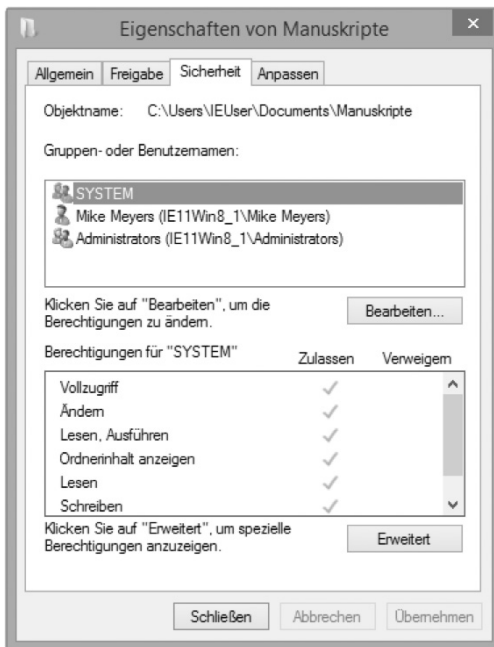 Eigenschaften von Manuskripte
Allgemein Freigabe Sicherheit Anpassen
Objektname: C:\Users\IEUser\Documents\Manuskripte
Gruppen- oder Benutzernamen:
SYSTEM
Mike Meyers (IE11Win8_1\Mike Meyers)
Administrators (IE11Win8_1\Administrators)
Klicken Sie auf "Bearbeiten", um die
Berechtigungen zu ändern.
Bearbeiten...
Berechtigungen für "SYSTEM" Zulassen Verweigern
Vollzugriff
Ändern
Lesen, Ausführen
Ordnerinhalt anzeigen
Lesen
Schreiben
Klicken Sie auf "Erweitert", um spezielle
Berechtigungen anzuzeigen.
Erweitert
Schließen Abbrechen Übernehmen